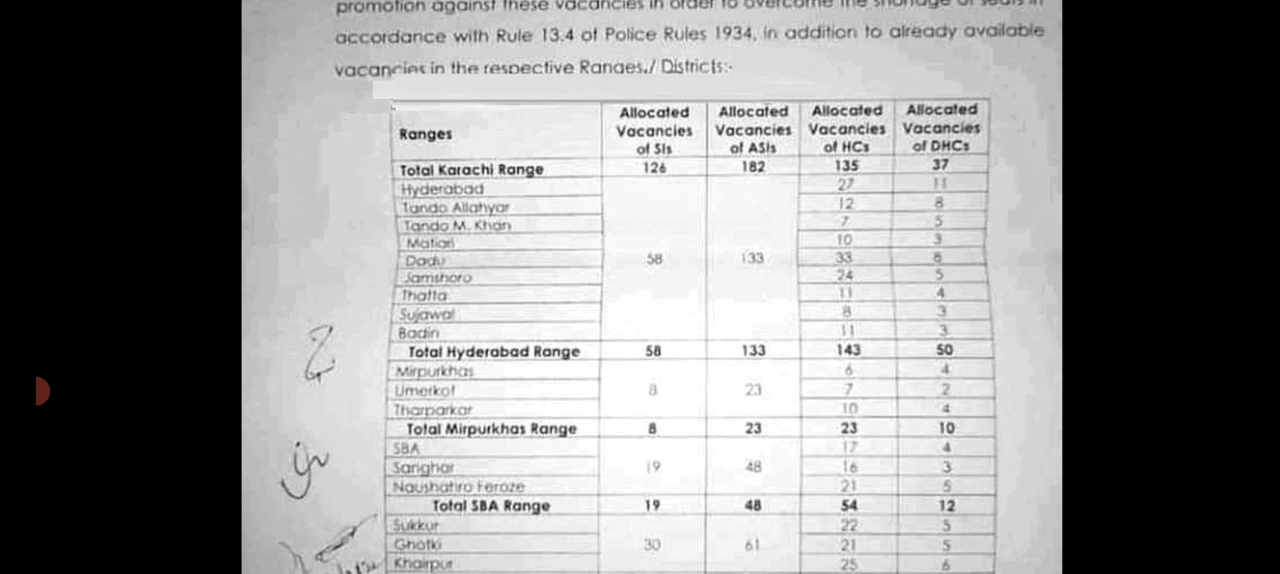 promotion against these vacancies in order to overcome the shortage of seats in
accordance with Rule 13.4 of Police Rules 1934, in addition to already available
vacancies in the respective Ranges./ Districts:-
Ranges Allocated Vacancies of SIs Allocated Vacancies of ASIs Allocated Vacancies of HCs Allocated Vacancies of DHCs
Total Karachi Range 126 182 135 37
Hyderabad 27 11
Tando Allahyar 12 8
Tando M. Khan 7 5
Matiari 10 3
Dadu 58 133 33 8
Jamshoro 24 5
Thatta 11 4
Sujawal 8 3
Badin 11 3
Total Hyderabad Range 58 133 143 50
Mirpurkhas 6 4
Umerkot 8 23 7 2
Tharparkar 10 4
Total Mirpurkhas Range 8 23 23 10
SBA 17 4
Sanghar 19 48 16 3
Naushahro Feroze 21 5
Total SBA Range 19 48 54 12
Sukkur 22 5
Ghotki 30 61 21 5
Khairpur 25 6